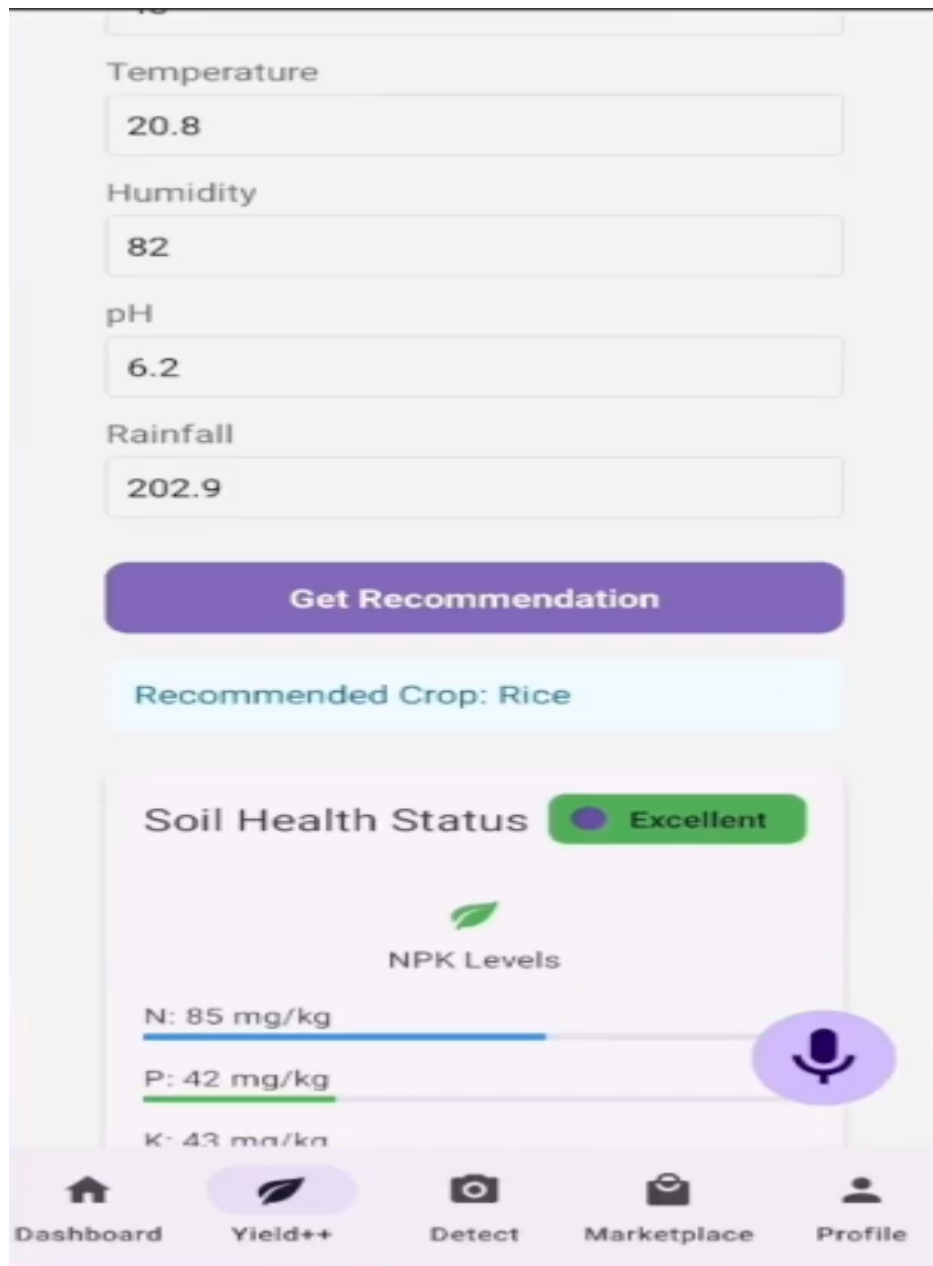 Temperature
20.8
Humidity
82
pH
6.2
Rainfall
202.9
Get Recommendation
Recommended Crop: Rice
Soil Health Status
Excellent
NPK Levels
N: 85 mg/kg
P: 42 mg/kg
K: 43 mg/kg
Dashboard Yield++ Detect Marketplace Profile